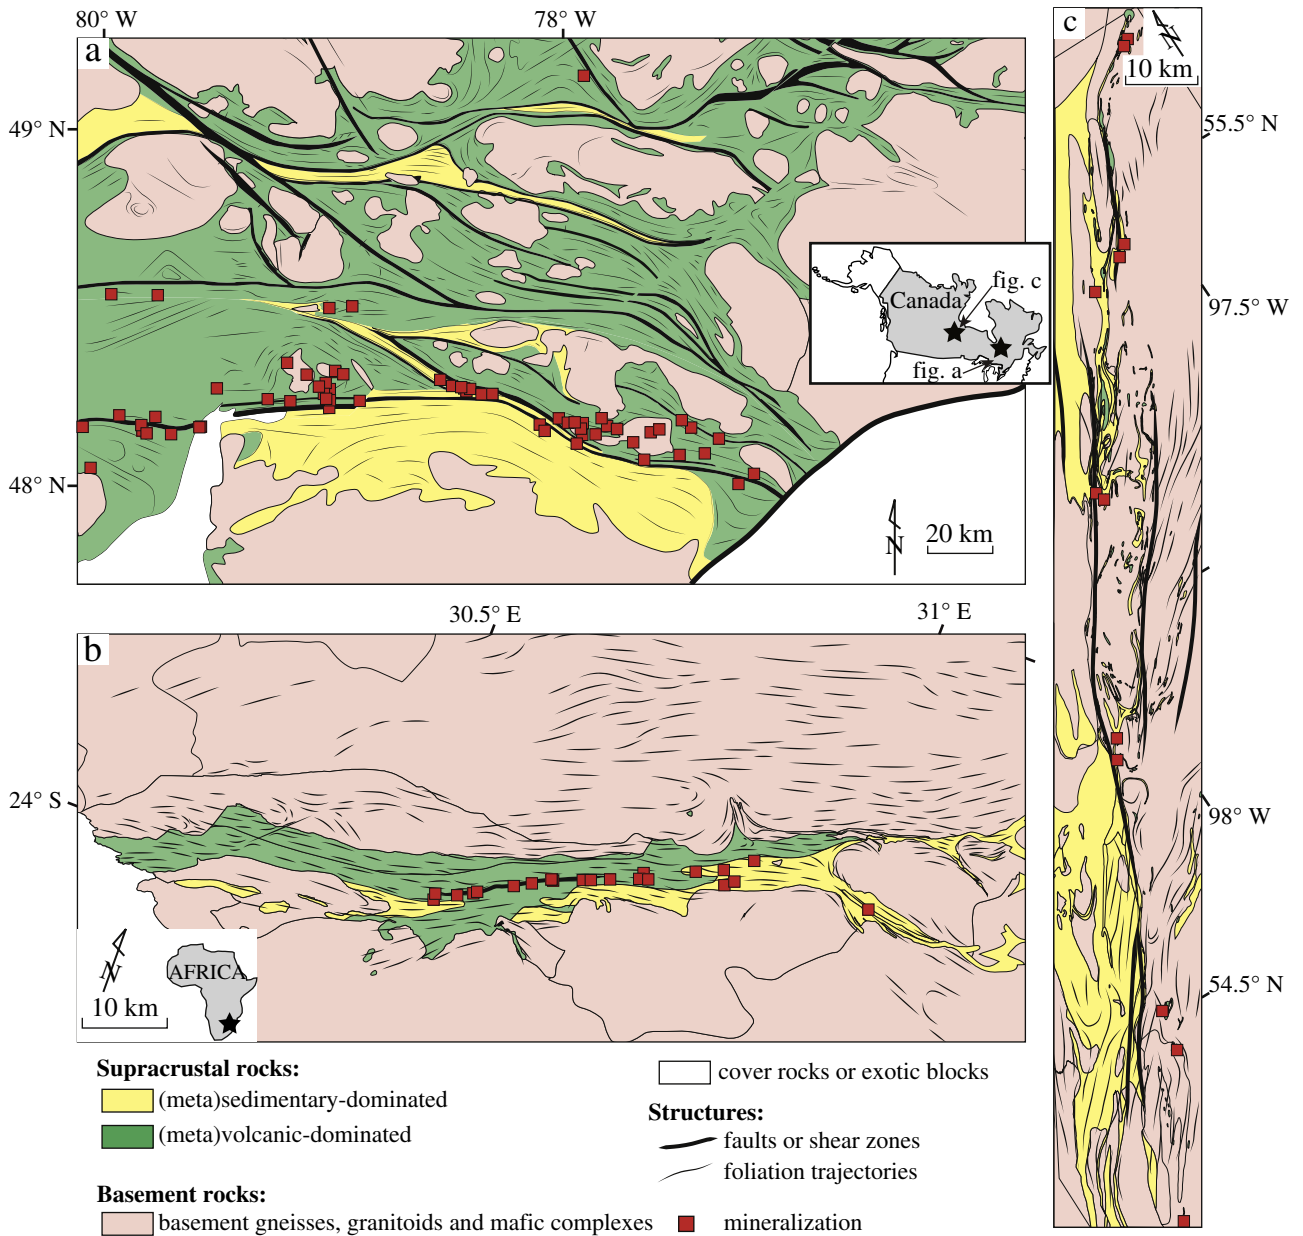 80° W
78° W
a
49° N
48° N
N
20 km
Canada
fig. c
fig. a
c
N
10 km
55.5° N
97.5° W
98° W
54.5° N
30.5° E
31° E
b
24° S
N
10 km
AFRICA
Supracrustal rocks:
(meta)sedimentary-dominated
(meta)volcanic-dominated
Basement rocks:
basement gneisses, granitoids and mafic complexes
cover rocks or exotic blocks
Structures:
faults or shear zones
foliation trajectories
mineralization